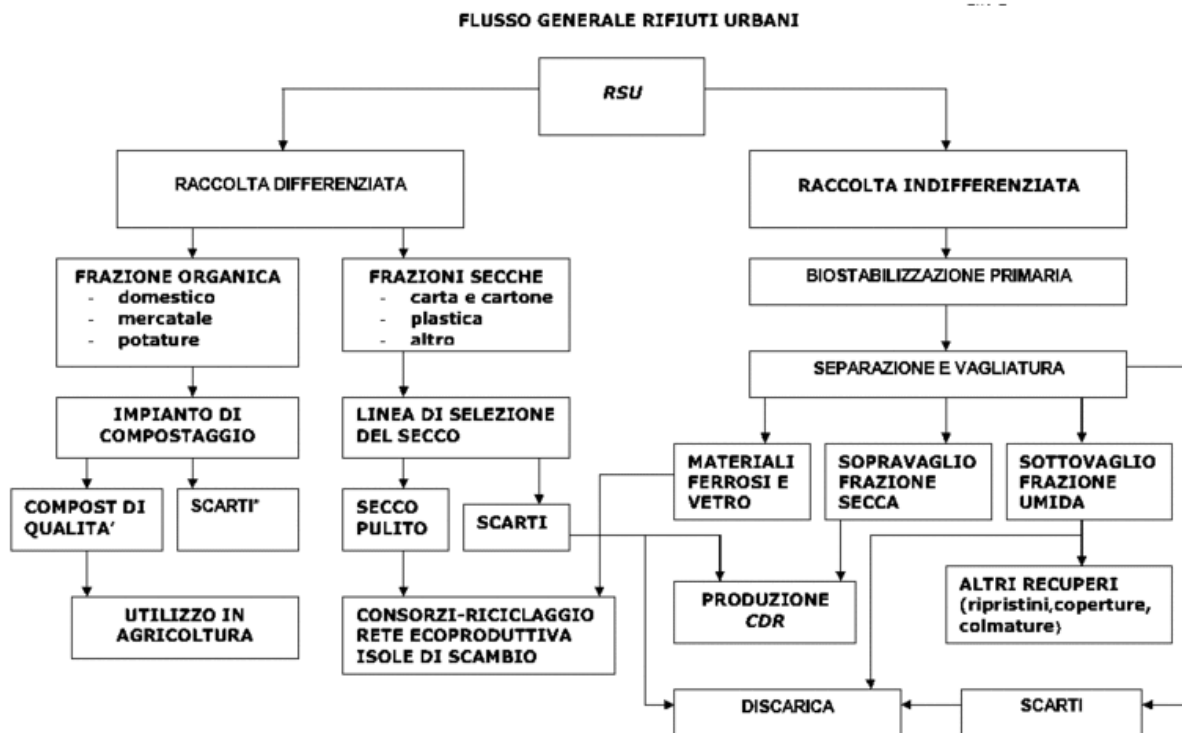 FLUSSO GENERALE RIFIUTI URBANI
RSU
RACCOLTA DIFFERENZIATA
RACCOLTA INDIFFERENZIATA
FRAZIONE ORGANICA
- domestico
- mercatale
- potature
FRAZIONI SECCHE
- carta e cartone
- plastica
- altro
BIOSTABILIZZAZIONE PRIMARIA
SEPARAZIONE E VAGLIATURA
IMPIANTO DI
COMPOSTAGGIO
LINEA DI SELEZIONE
DEL SECCO
MATERIALI
FERROSI E
VETRO
SOPRAVAGLIO
FRAZIONE
SECCA
SOTTOVAGLIO
FRAZIONE
UMIDA
COMPOST DI
QUALITA'
SCARTI*
SECCO
PULITO
SCARTI
UTILIZZO IN
AGRICOLTURA
CONSORZI-RICICLAGGIO
RETE ECOPRODUTTIVA
ISOLE DI SCAMBIO
PRODUZIONE
CDR
ALTRI RECUPERI
(ripristini,coperture,
colmature)
DISCARICA
SCARTI